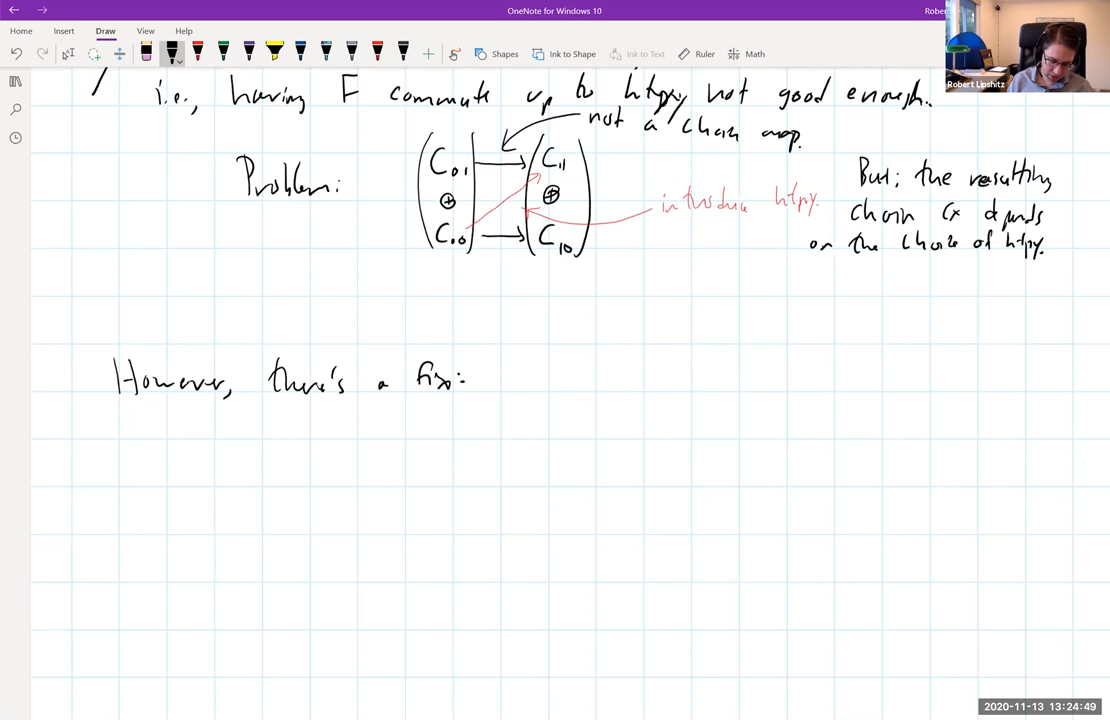 OneNote for Windows 10
Home Insert Draw View Help
Shapes Ink to Shape Ink to Text Ruler Math
Robert Lipshitz
i.e., having F commute up to htpy not good enough.
not a chain map.
Problem:
C₀₁ C₁₁
⊕ ⊕
C₀₀ C₁₀
introduce htpy.
But: the resulting
chain cx depends
on the choice of htpy.
However, there's a fix:
2020-11-13 13:24:49